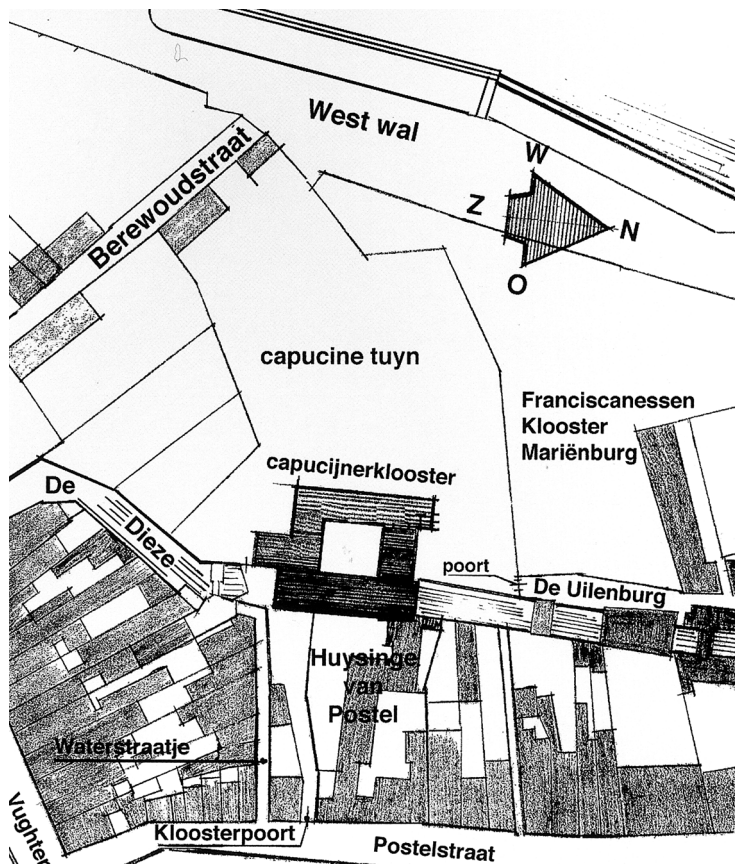 West wal
W
Z
N
O
Berewoudstraat
capucine tuyn
Franciscanessen
Klooster
Mariënburg
capucijnerklooster
De
Dieze
poort
De Uilenburg
Huysinge
van
Postel
Waterstraatje
Vughter
Kloosterpoort
Postelstraat